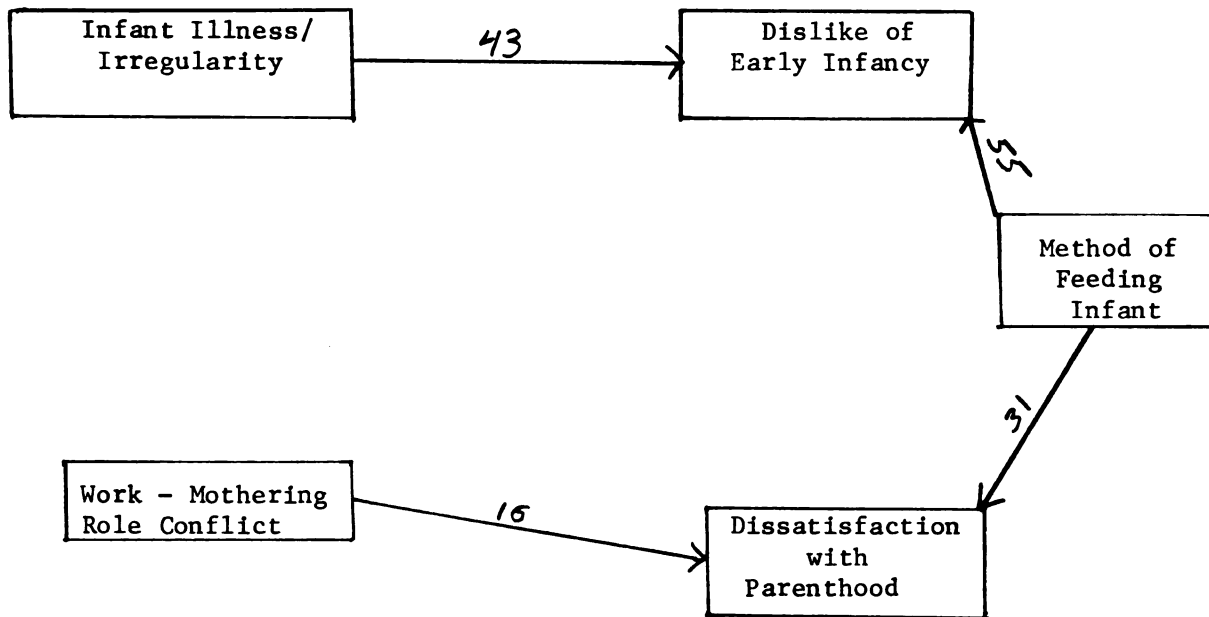 Infant Illness/
Irregularity
43
Dislike of
Early Infancy
55
Method of
Feeding
Infant
31
Work - Mothering
Role Conflict
16
Dissatisfaction
with
Parenthood